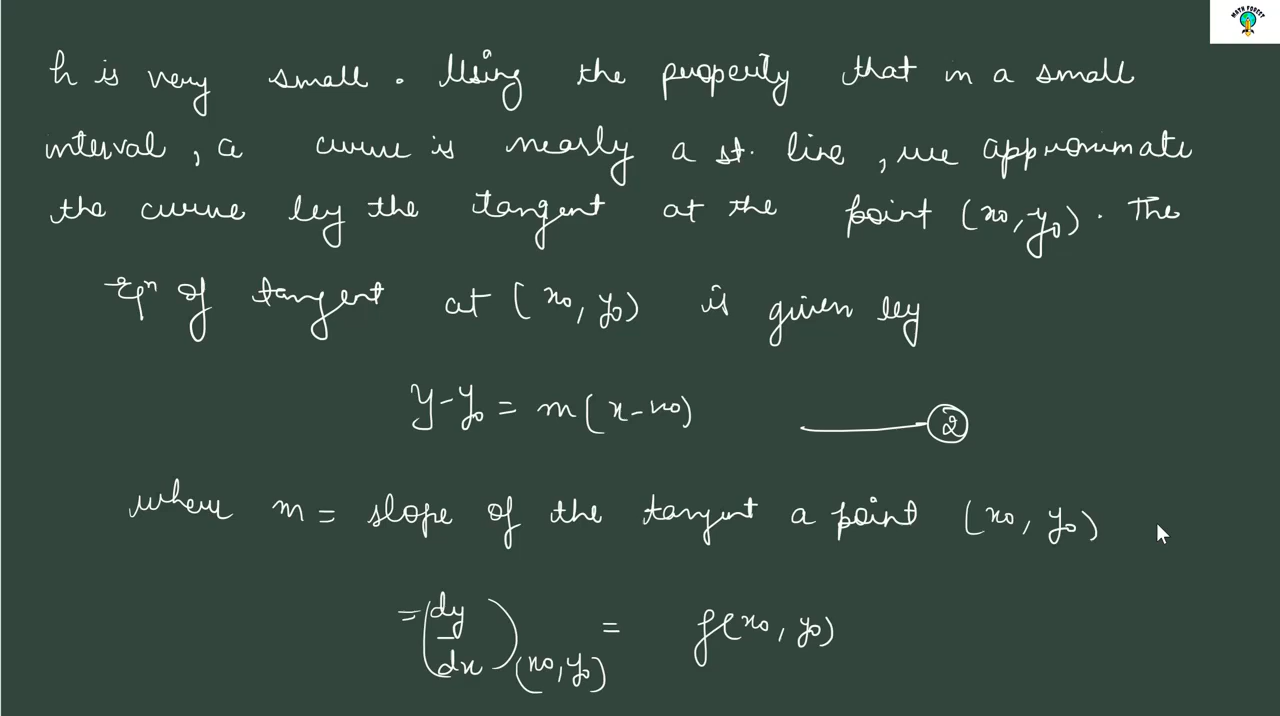 MATH FOREST
h is very small. Using the property that in a small
interval, a curve is nearly a st. line, we approximate
the curve by the tangent at the point (x0, y0). The
Eqⁿ of tangent at (x0, y0) is given by
y - y0 = m(x - x0) ② 
where m = slope of the tangent a point (x0, y0)
= (dy/dx)(x0, y0) = f(x0, y0)